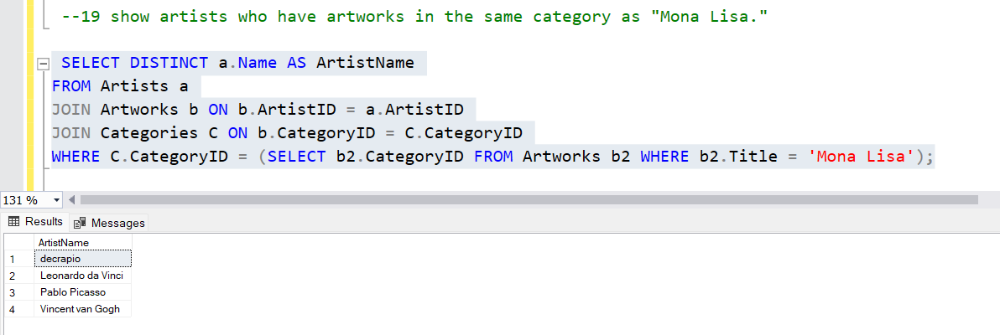 --19 show artists who have artworks in the same category as "Mona Lisa."
SELECT DISTINCT a.Name AS ArtistName
FROM Artists a
JOIN Artworks b ON b.ArtistID = a.ArtistID
JOIN Categories C ON b.CategoryID = C.CategoryID
WHERE C.CategoryID = (SELECT b2.CategoryID FROM Artworks b2 WHERE b2.Title = 'Mona Lisa');
131 %
Results Messages
ArtistName
1 decrapio
2 Leonardo da Vinci
3 Pablo Picasso
4 Vincent van Gogh